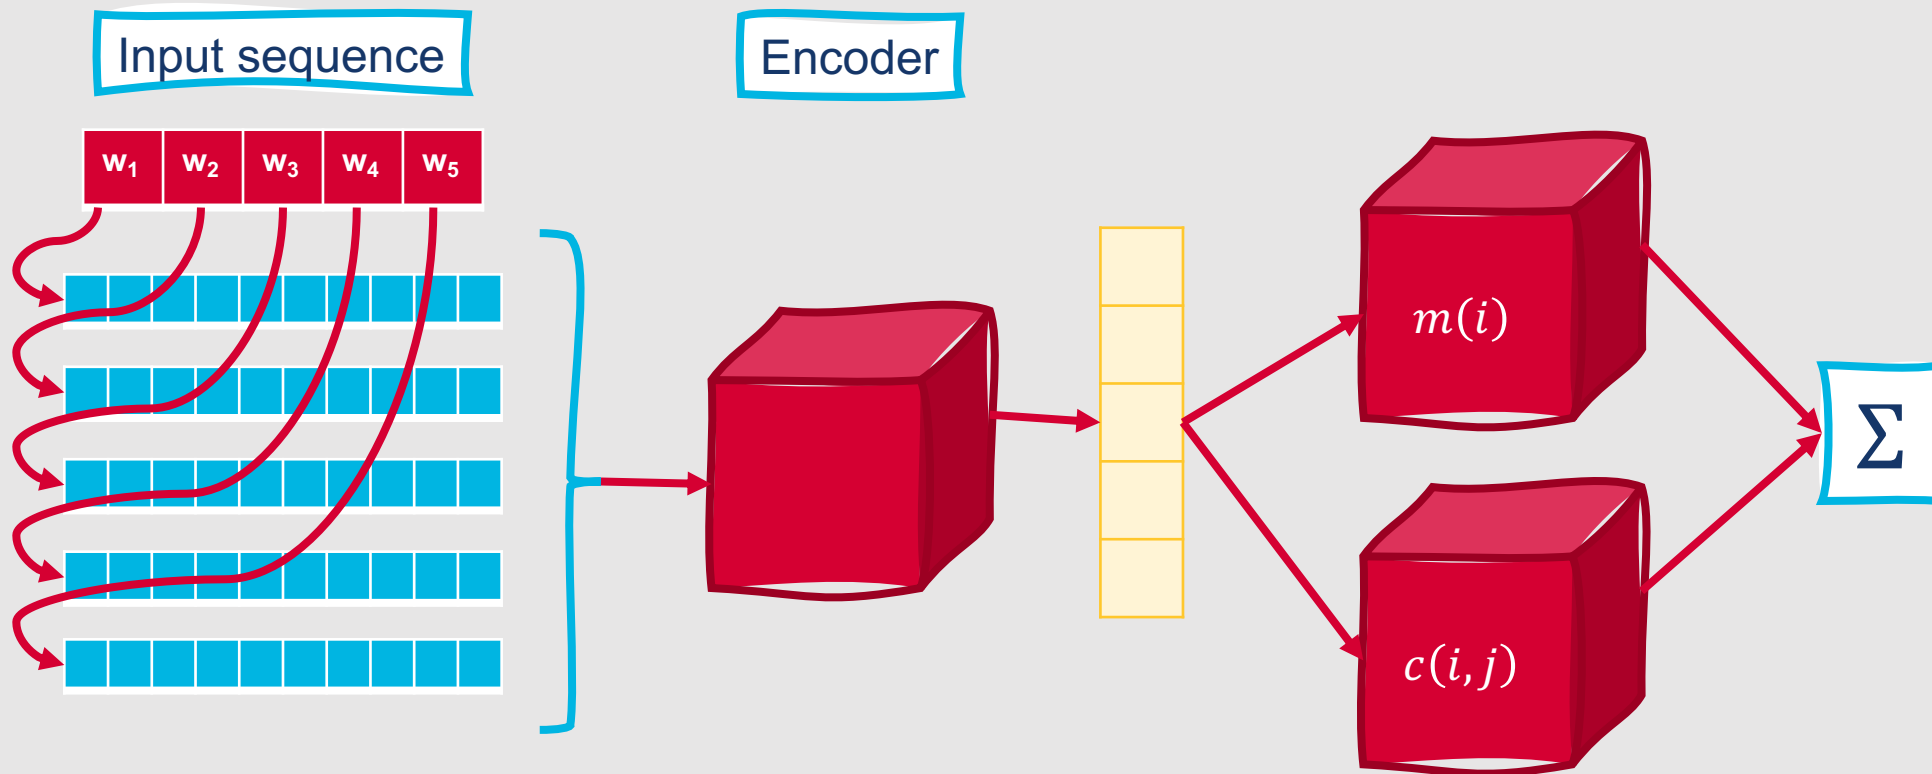 Input sequence
Encoder
w₁ w₂ w₃ w₄ w₅
m(i)
Σ
c(i,j)